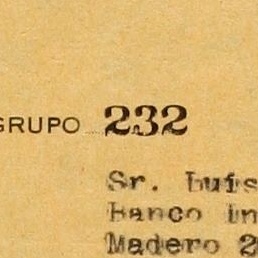 GRUPO 232
Sr. Luis
Banco In
Madero 2